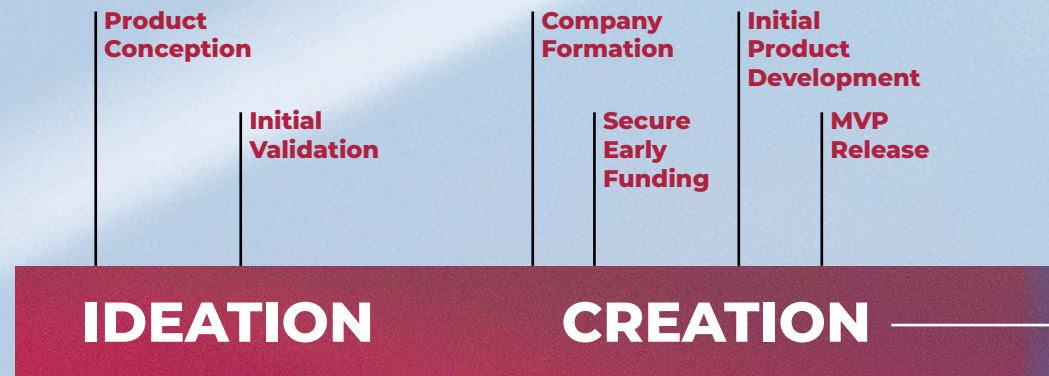 Product
Conception
Initial
Validation
Company
Formation
Secure
Early
Funding
Initial
Product
Development
MVP
Release
IDEATION
CREATION